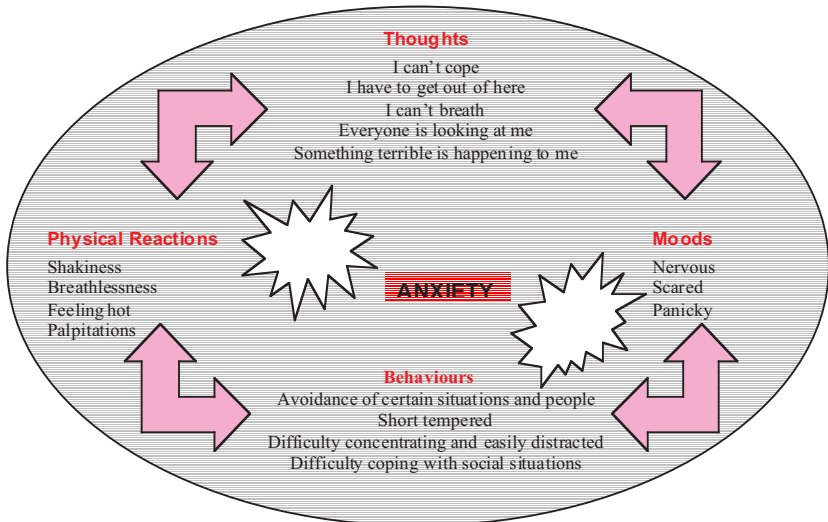 Thoughts
I can't cope
I have to get out of here
I can't breath
Everyone is looking at me
Something terrible is happening to me
Physical Reactions
Shakiness
Breathlessness
Feeling hot
Palpitations
Moods
Nervous
Scared
Panicky
ANXIETY
Behaviours
Avoidance of certain situations and people
Short tempered
Difficulty concentrating and easily distracted
Difficulty coping with social situations